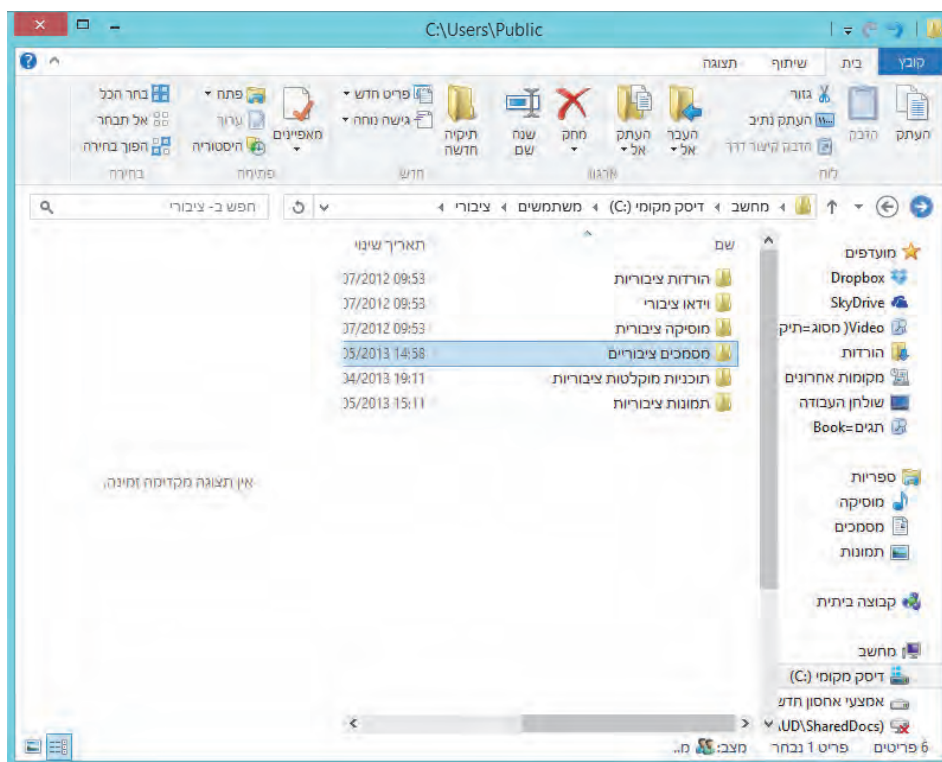 C:\Users\Public
קובץ בית שיתוף תצוגה
העתק
הדבק
גזור
העתק נתיב
הדבק קיצור דרך
לוח
העבר אל
העתק אל
מחק
שנה שם
ארגון
תיקיה חדשה
פריט חדש
גישה נוחה
חדש
מאפיינים
פתח
ערוך
היסטוריה
פתיחה
בחר הכל
אל תבחר
הפוך בחירה
בחירה
מחשב דיסק מקומי (C:) משתמשים ציבורי
חפש ב- ציבורי
מועדפים
Dropbox
SkyDrive
Video( מסוג=תיק
הורדות
מקומות אחרונים
שולחן העבודה
תגים=Book
ספריות
מוסיקה
מסמכים
תמונות
קבוצה ביתית
מחשב
דיסק מקומי (C:)
אמצעי אחסון חדש
UD\SharedDocs)
שם תאריך שינוי
הורדות ציבוריות 07/2012 09:53
וידאו ציבורי 07/2012 09:53
מוסיקה ציבורית 07/2012 09:53
מסמכים ציבוריים 05/2013 14:58
תוכניות מוקלטות ציבוריות 04/2013 19:11
תמונות ציבוריות 05/2013 15:11
אין תצוגה מקדימה זמינה.
6 פריטים פריט 1 נבחר מצב: מ..